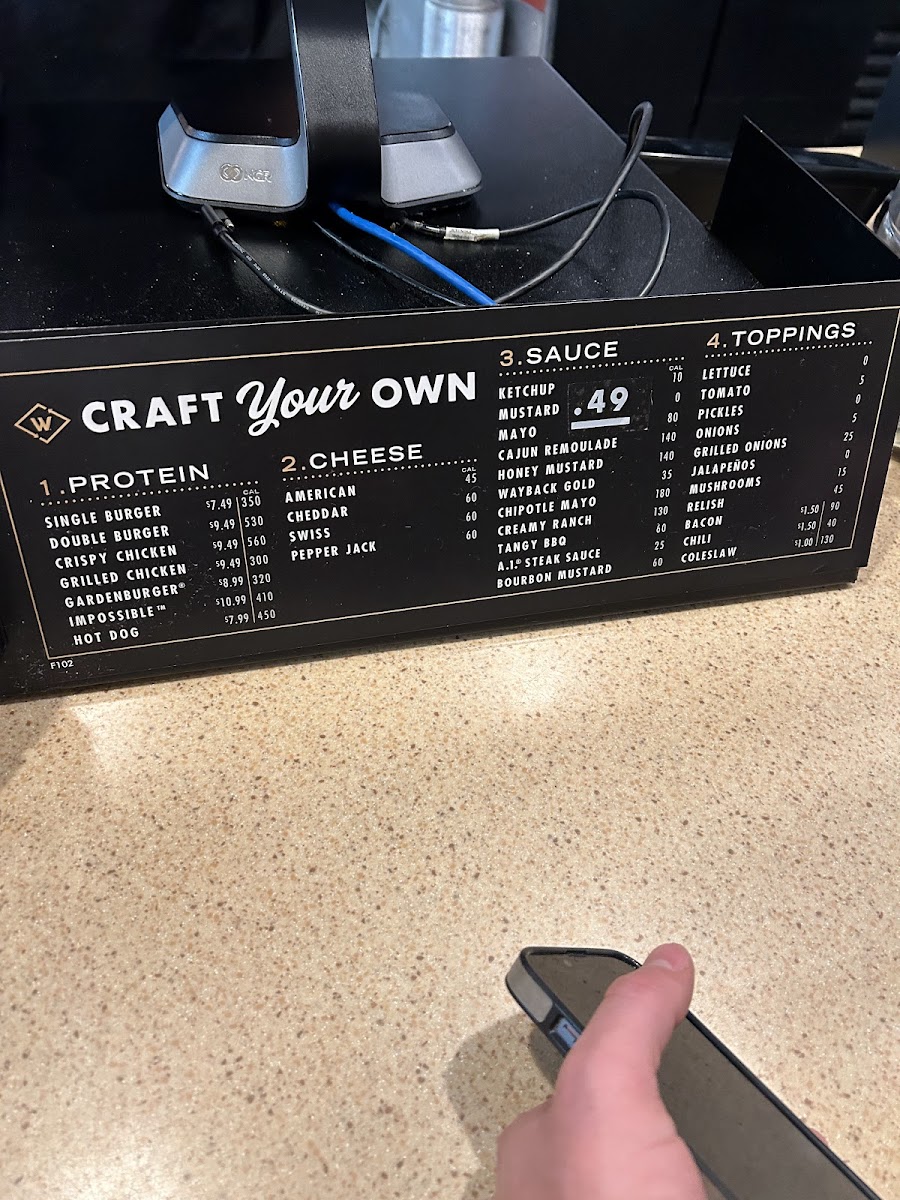 NCR
W
CRAFT Your OWN
1.PROTEIN
CAL
SINGLE BURGER $7.49 350
DOUBLE BURGER $9.49 530
CRISPY CHICKEN $9.49 560
GRILLED CHICKEN $9.49 300
GARDENBURGER® $8.99 320
IMPOSSIBLE™ $10.99 410
HOT DOG $7.99 450
F102
2.CHEESE
CAL
AMERICAN 45
CHEDDAR 60
SWISS 60
PEPPER JACK 60
3.SAUCE
CAL
KETCHUP 10
MUSTARD 0
.49
MAYO 80
CAJUN REMOULADE 140
HONEY MUSTARD 140
WAYBACK GOLD 35
CHIPOTLE MAYO 180
CREAMY RANCH 130
TANGY BBQ 60
A.1.® STEAK SAUCE 25
BOURBON MUSTARD 60
4.TOPPINGS
LETTUCE 0
TOMATO 5
PICKLES 0
ONIONS 5
GRILLED ONIONS 25
JALAPEÑOS 0
MUSHROOMS 15
RELISH 45
BACON $1.50 90
CHILI $1.50 40
COLESLAW $1.00 130